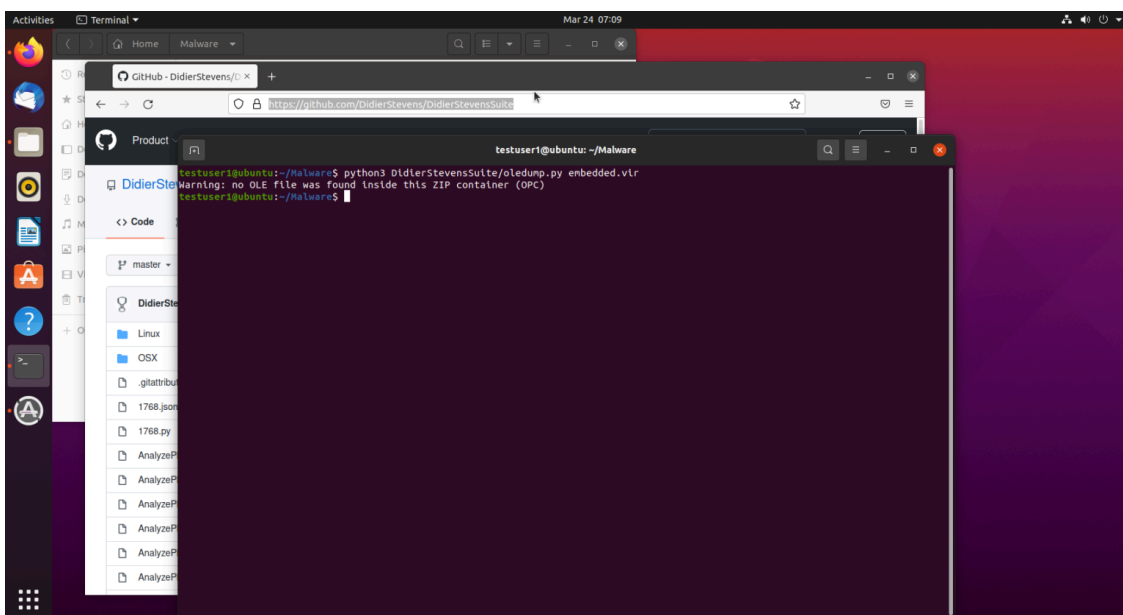 Activities
Terminal
Mar 24 07:09
Home
Malware
GitHub - DidierStevens/D
https://github.com/DidierStevens/DidierStevensSuite
Product
testuser1@ubuntu: ~/Malware
testuser1@ubuntu:~/Malware$ python3 DidierStevensSuite/oledump.py embedded.vir
Warning: no OLE file was found inside this ZIP container (OPC)
testuser1@ubuntu:~/Malware$
DidierSte
<> Code
master
DidierSte
Linux
OSX
.gitattribut
1768.json
1768.py
AnalyzeP
AnalyzeP
AnalyzeP
AnalyzeP
AnalyzeP
AnalyzeP